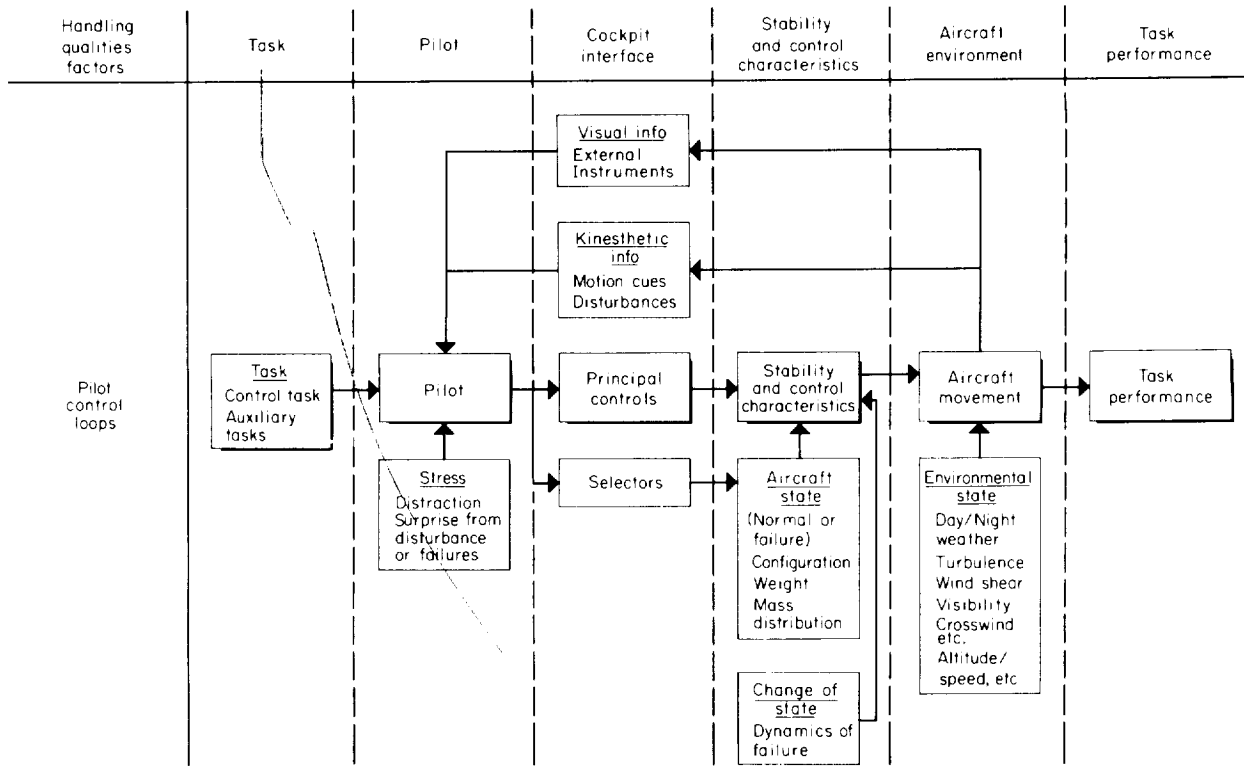 Handling
qualities
factors
Task
Pilot
Cockpit
interface
Stability
and control
characteristics
Aircraft
environment
Task
performance
Pilot
control
loops
Visual info
External
Instruments
Kinesthetic
info
Motion cues
Disturbances
Task
Control task
Auxiliary
tasks
Pilot
Principal
controls
Stability
and control
characteristics
Aircraft
movement
Task
performance
Stress
Distraction
Surprise from
disturbance
or failures
Selectors
Aircraft
state
(Normal or
failure)
Configuration
Weight
Mass
distribution
Environmental
state
Day/Night
weather
Turbulence
Wind shear
Visibility
Crosswind
etc.
Altitude/
speed, etc
Change of
state
Dynamics of
failure